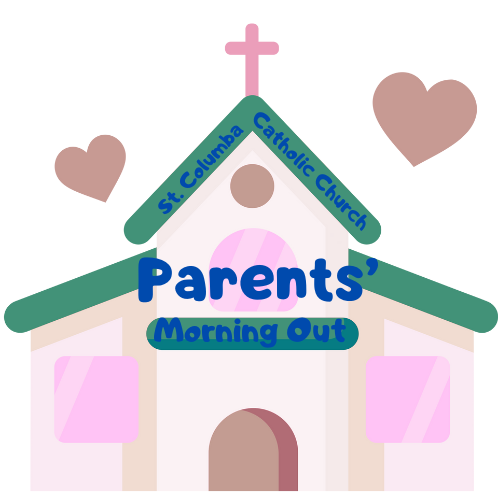 St. Columba Catholic Church
Parents’
Morning Out